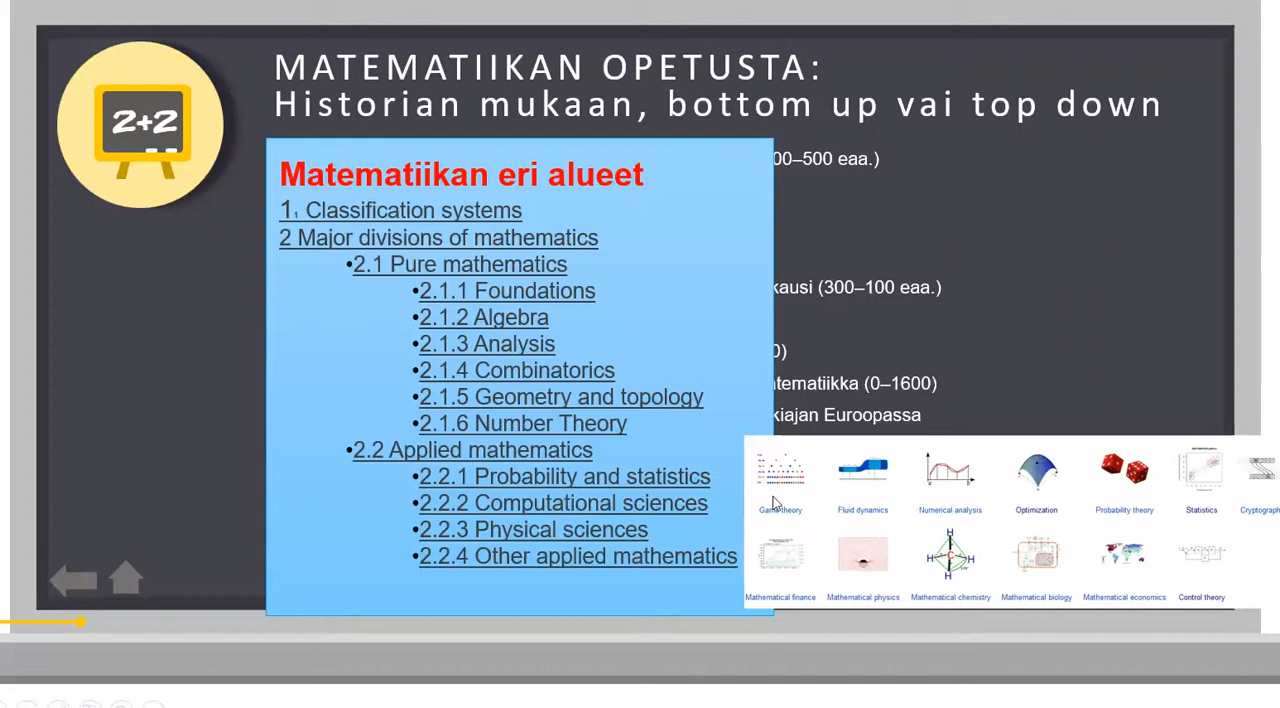 MATEMATIIKAN OPETUSTA:
Historian mukaan, bottom up vai top down
2+2
00–500 eaa.)
kausi (300–100 eaa.)
0)
tematiikka (0–1600)
kiajan Euroopassa
Matematiikan eri alueet
1, Classification systems
2 Major divisions of mathematics
•2.1 Pure mathematics
•2.1.1 Foundations
•2.1.2 Algebra
•2.1.3 Analysis
•2.1.4 Combinatorics
•2.1.5 Geometry and topology
•2.1.6 Number Theory
•2.2 Applied mathematics
•2.2.1 Probability and statistics
•2.2.2 Computational sciences
•2.2.3 Physical sciences
•2.2.4 Other applied mathematics
Game theory Fluid dynamics Numerical analysis Optimization Probability theory Statistics Cryptograph
H
H C H
H
Mathematical finance Mathematical physics Mathematical chemistry Mathematical biology Mathematical economics Control theory